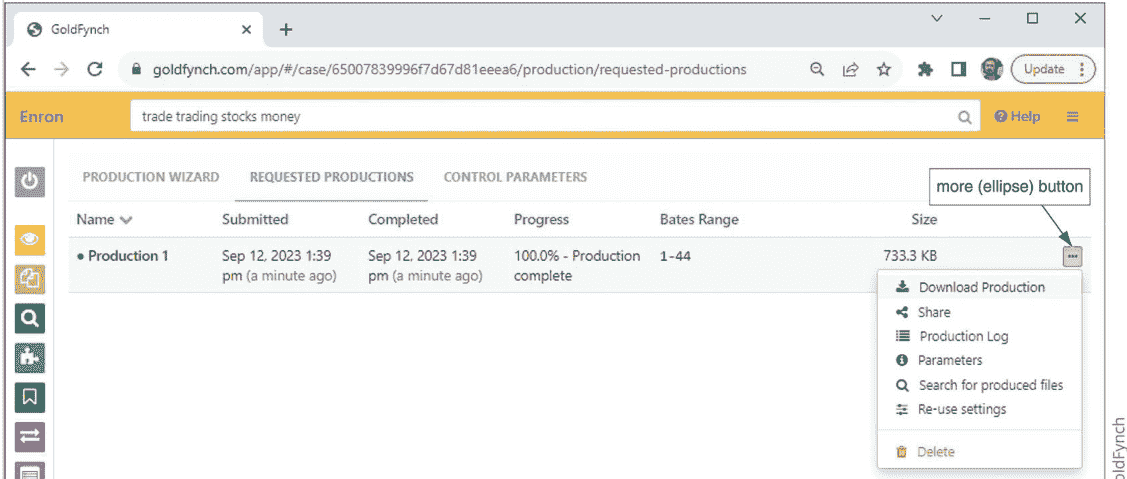 GoldFynch
goldfynch.com/app/#/case/65007839996f7d67d81eeea6/production/requested-productions
Update
Enron
trade trading stocks money
Help
PRODUCTION WIZARD REQUESTED PRODUCTIONS CONTROL PARAMETERS
more (ellipse) button
Name Submitted Completed Progress Bates Range Size
Production 1 Sep 12, 2023 1:39 Sep 12, 2023 1:39 100.0% - Production 1-44 733.3 KB
pm (a minute ago) pm (a minute ago) complete
Download Production
Share
Production Log
Parameters
Search for produced files
Re-use settings
Delete
oldFynch